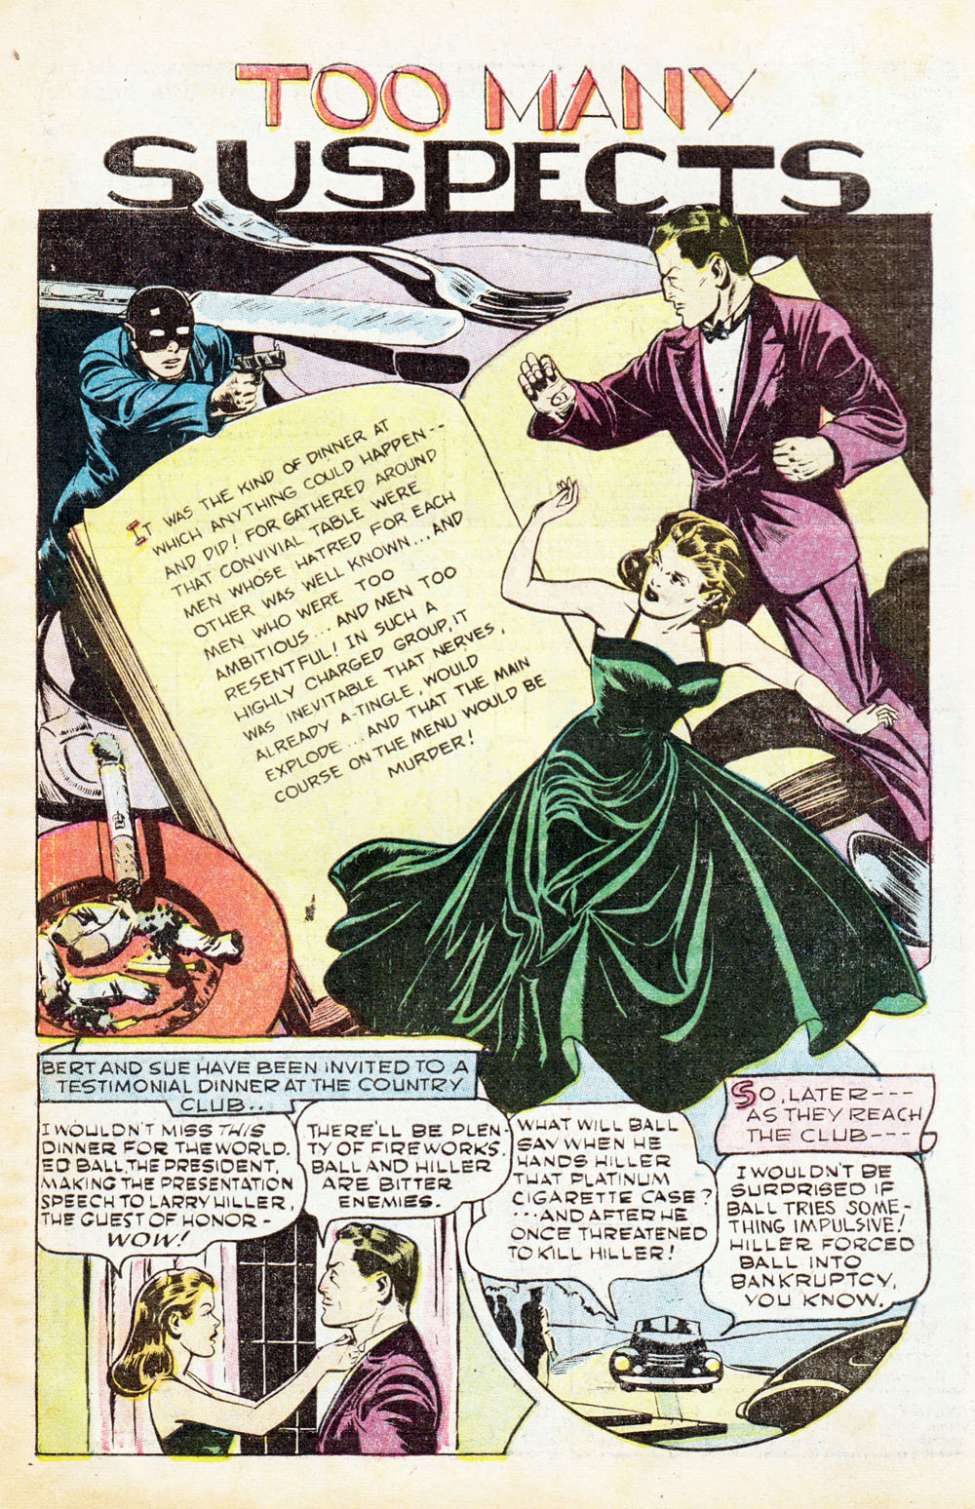 TOO MANY
SUSPECTS
IT WAS THE KIND OF DINNER AT
WHICH ANYTHING COULD HAPPEN--
AND DID! FOR GATHERED AROUND
THAT CONVIVIAL TABLE WERE
MEN WHOSE HATRED FOR EACH
OTHER WAS WELL KNOWN...AND
MEN WHO WERE TOO
AMBITIOUS...AND MEN TOO
RESENTFUL! IN SUCH A
HIGHLY CHARGED GROUP, IT
WAS INEVITABLE THAT NERVES,
ALREADY A-TINGLE, WOULD
EXPLODE...AND THAT THE MAIN
COURSE ON THE MENU WOULD BE
MURDER!
BERT AND SUE HAVE BEEN INVITED TO A
TESTIMONIAL DINNER AT THE COUNTRY
CLUB..
I WOULDN'T MISS THIS
DINNER FOR THE WORLD.
ED BALL, THE PRESIDENT,
MAKING THE PRESENTATION
SPEECH TO LARRY HILLER,
THE GUEST OF HONOR-
WOW!
THERE'LL BE PLEN-
TY OF FIREWORKS.
BALL AND HILLER
ARE BITTER
ENEMIES.
WHAT WILL BALL
SAY WHEN HE
HANDS HILLER
THAT PLATINUM
CIGARETTE CASE?
...AND AFTER HE
ONCE THREATENED
TO KILL HILLER!
SO, LATER---
AS THEY REACH
THE CLUB---
I WOULDN'T BE
SURPRISED IF
BALL TRIES SOME-
THING IMPULSIVE!
HILLER FORCED
BALL INTO
BANKRUPTCY,
YOU KNOW.